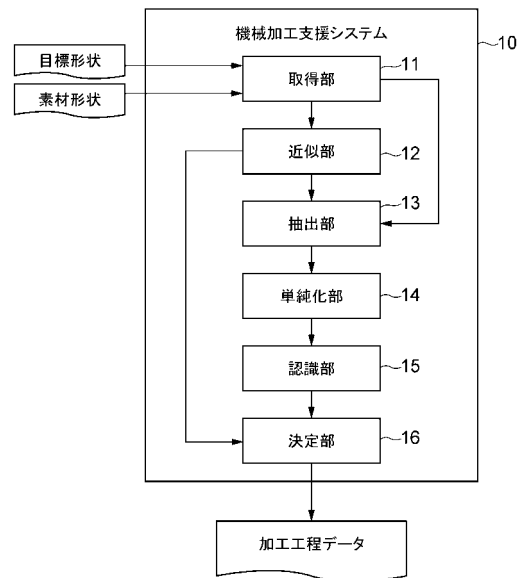 機械加工支援システム
10
目標形状
素材形状
取得部
11
近似部
12
抽出部
13
単純化部
14
認識部
15
決定部
16
加工工程データ